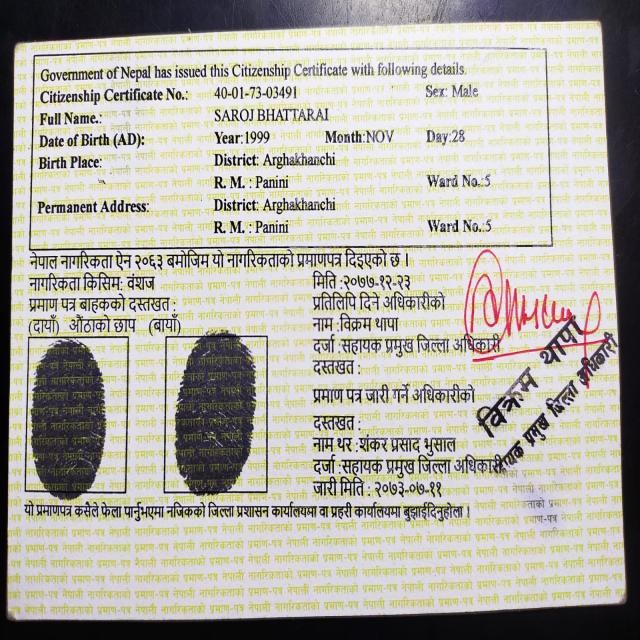 Government of Nepal has issued this Citizenship Certificate with following details.
Citizenship Certificate No.: 40-01-73-03491 Sex: Male
Full Name.: SAROJ BHATTARAI
Date of Birth (AD): Year:1999 Month:NOV Day:28
Birth Place: District: Arghakhanchi
R. M. : Panini Ward No.:5
Permanent Address: District: Arghakhanchi
R. M. : Panini Ward No.:5
नेपाल नागरिकता ऐन २०६३ बमोजिम यो नागरिकताको प्रमाणपत्र दिइएको छ ।
नागरिकता किसिम: वंशज
प्रमाण पत्र बाहकको दस्तखत :
(दायाँ) औंठाको छाप (बायाँ)
मिति :२०७७-१२-२३
प्रतिलिपि दिने अधिकारीको
नाम :विक्रम थापा
दर्जा :सहायक प्रमुख जिल्ला अधिकारी
दस्तखत :
प्रमाण पत्र जारी गर्ने अधिकारीको
दस्तखत :
नाम थर :शंकर प्रसाद भुसाल
दर्जा :सहायक प्रमुख जिल्ला अधिकारी
जारी मिति : २०७३-०७-११
विक्रम थापा
सहायक प्रमुख जिल्ला अधिकारी
यो प्रमाणपत्र कसैले फेला पार्नुभएमा नजिकको जिल्ला प्रशासन कार्यालयमा वा प्रहरी कार्यालयमा बुझाईदिनुहोला ।